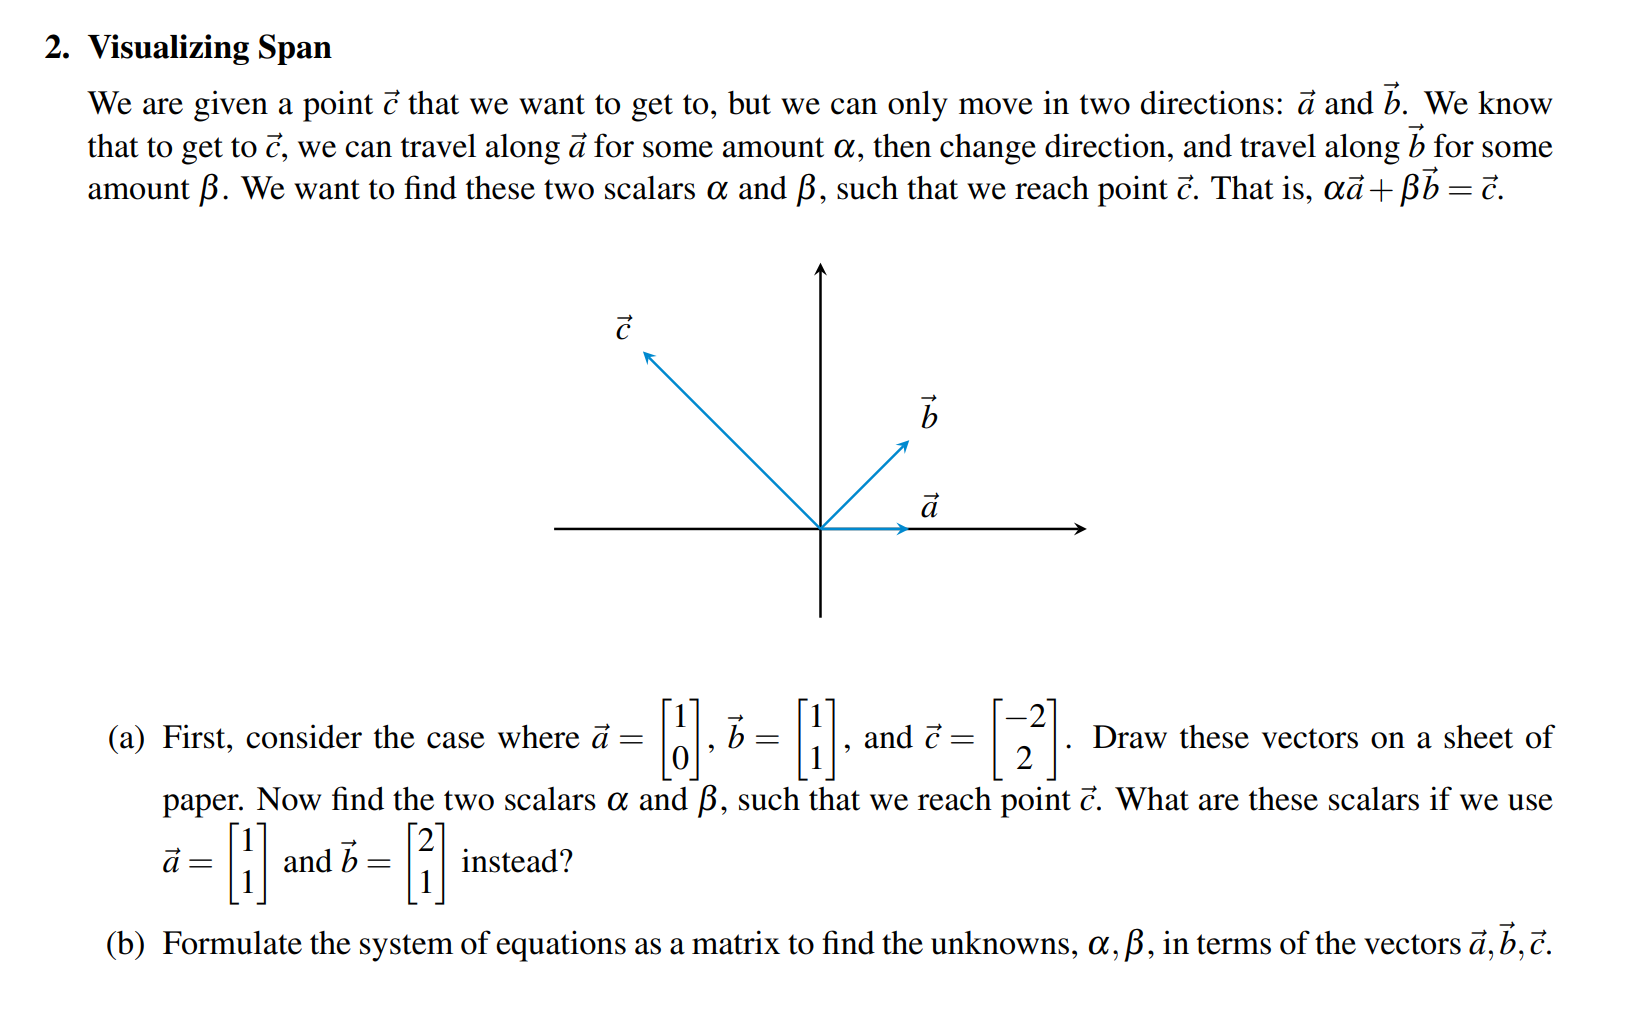 2. Visualizing Span
We are given a point $\vec{c}$ that we want to get to, but we can only move in two directions: $\vec{a}$ and $\vec{b}$. We know
that to get to $\vec{c}$, we can travel along $\vec{a}$ for some amount $\alpha$, then change direction, and travel along $\vec{b}$ for some
amount $\beta$. We want to find these two scalars $\alpha$ and $\beta$, such that we reach point $\vec{c}$. That is, $\alpha\vec{a} + \beta\vec{b} = \vec{c}$.
$\vec{c}$
$\vec{b}$
$\vec{a}$
(a) First, consider the case where $\vec{a} = \begin{bmatrix} 1 \\ 0 \end{bmatrix}$, $\vec{b} = \begin{bmatrix} 1 \\ 1 \end{bmatrix}$, and $\vec{c} = \begin{bmatrix} -2 \\ 2 \end{bmatrix}$. Draw these vectors on a sheet of
paper. Now find the two scalars $\alpha$ and $\beta$, such that we reach point $\vec{c}$. What are these scalars if we use
$\vec{a} = \begin{bmatrix} 1 \\ 1 \end{bmatrix}$ and $\vec{b} = \begin{bmatrix} 2 \\ 1 \end{bmatrix}$ instead?
(b) Formulate the system of equations as a matrix to find the unknowns, $\alpha, \beta$, in terms of the vectors $\vec{a}, \vec{b}, \vec{c}$.